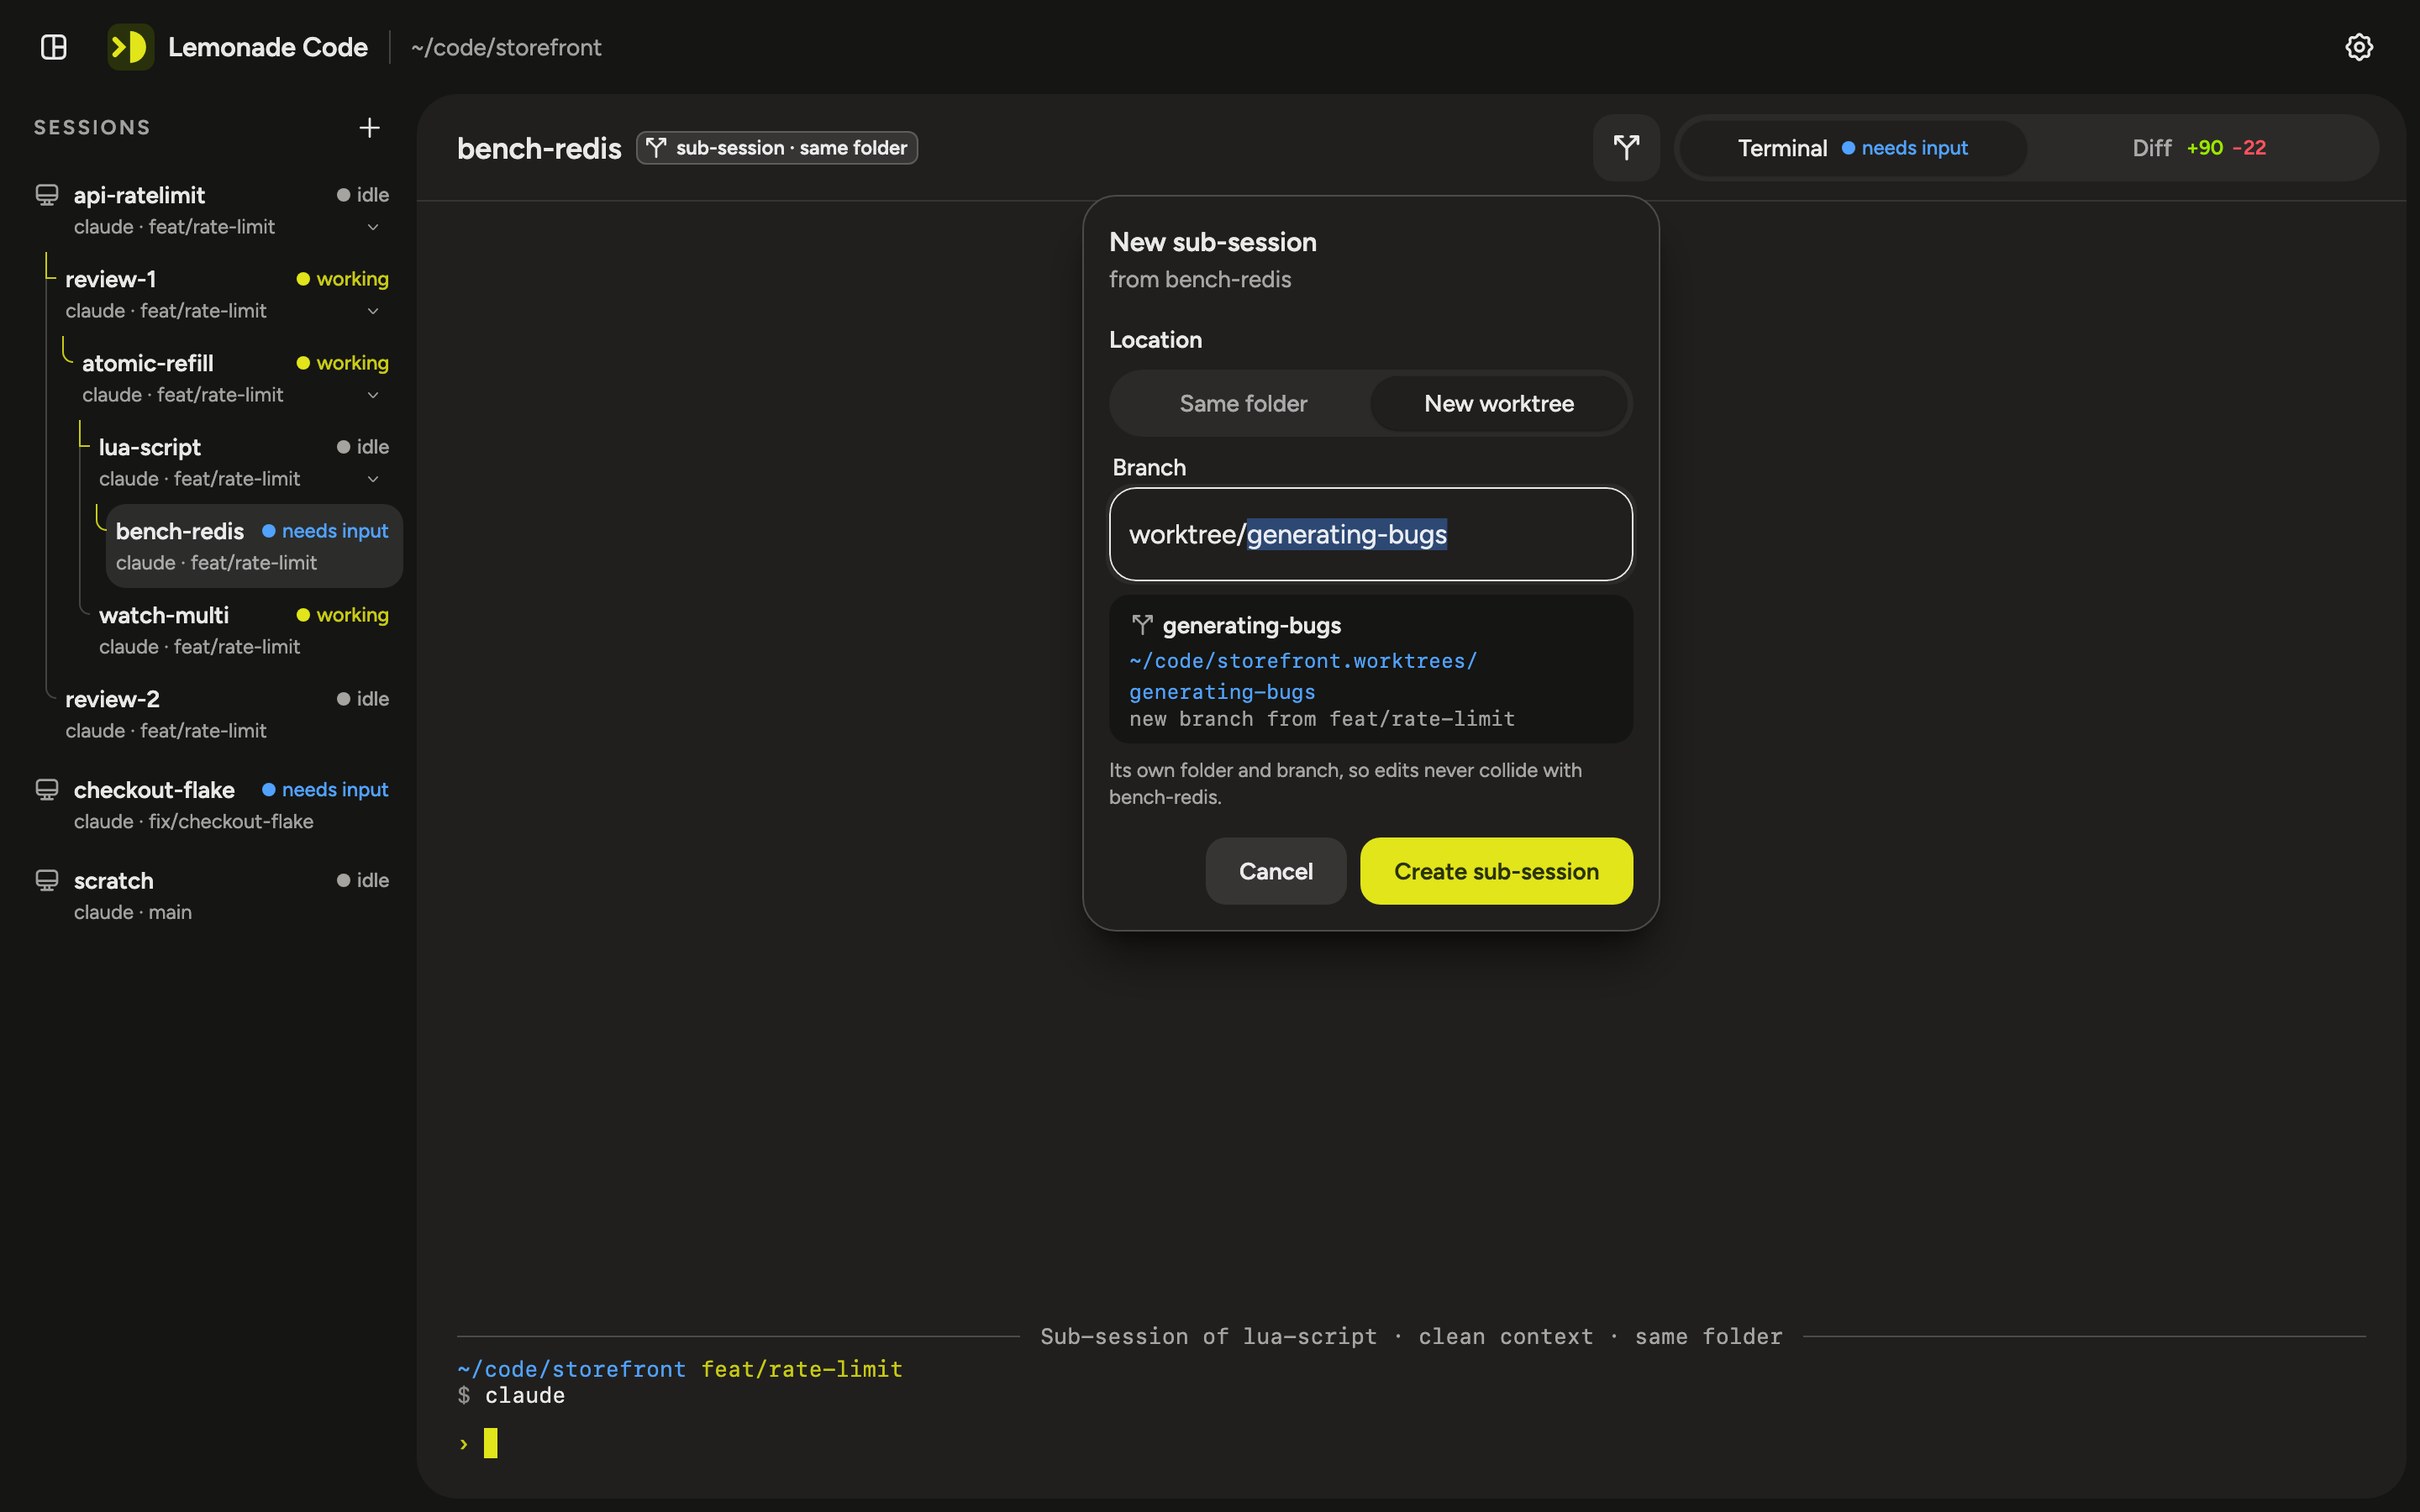 Lemonade Code
~/code/storefront
SESSIONS
api-ratelimit
idle
claude · feat/rate-limit
review-1
working
claude · feat/rate-limit
atomic-refill
working
claude · feat/rate-limit
lua-script
idle
claude · feat/rate-limit
bench-redis
needs input
claude · feat/rate-limit
watch-multi
working
claude · feat/rate-limit
review-2
idle
claude · feat/rate-limit
checkout-flake
needs input
claude · fix/checkout-flake
scratch
idle
claude · main
bench-redis
sub-session · same folder
Terminal
needs input
Diff
+90 -22
New sub-session
from bench-redis
Location
Same folder
New worktree
Branch
worktree/generating-bugs
generating-bugs
~/code/storefront.worktrees/
generating-bugs
new branch from feat/rate-limit
Its own folder and branch, so edits never collide with
bench-redis.
Cancel
Create sub-session
Sub-session of lua-script · clean context · same folder
~/code/storefront feat/rate-limit
$ claude
›